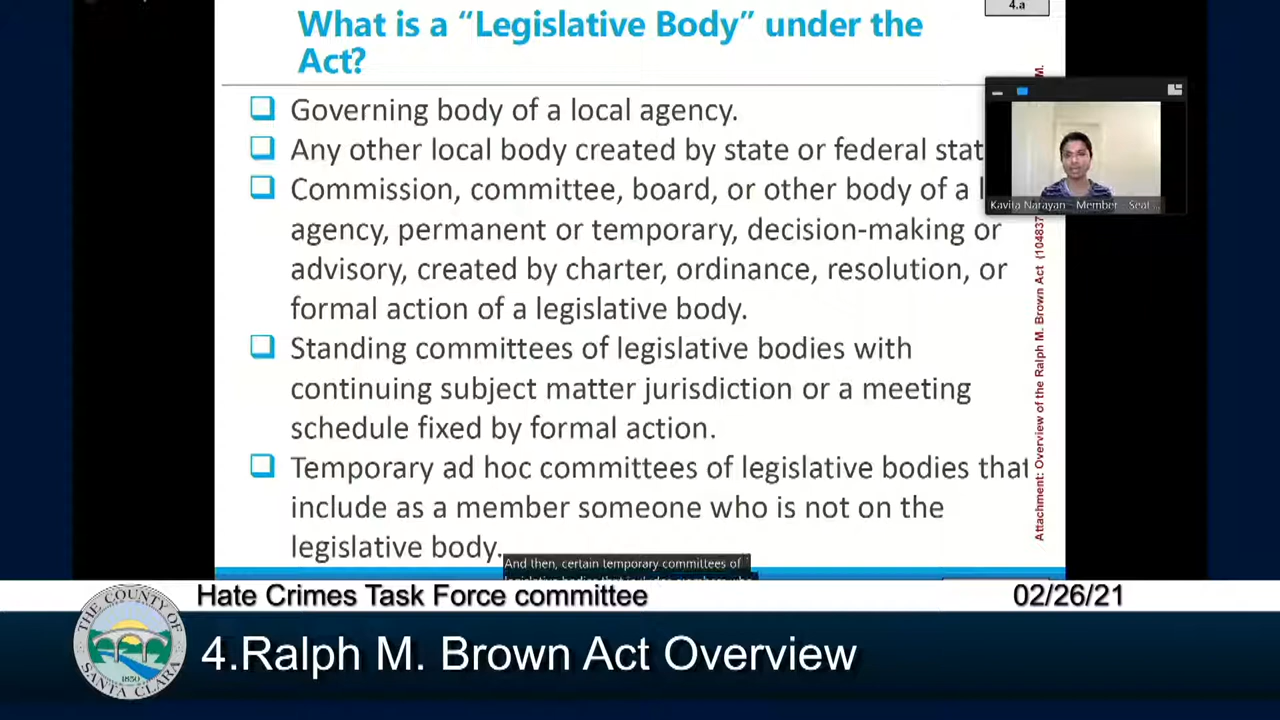 4.a
What is a “Legislative Body” under the
Act?
Governing body of a local agency.
Any other local body created by state or federal stat
Commission, committee, board, or other body of a l
agency, permanent or temporary, decision-making or
advisory, created by charter, ordinance, resolution, or
formal action of a legislative body.
Standing committees of legislative bodies with
continuing subject matter jurisdiction or a meeting
schedule fixed by formal action.
Temporary ad hoc committees of legislative bodies that
include as a member someone who is not on the
legislative body.
Kavita Narayan - Member - Seat ...
Attachment: Overview of the Ralph M. Brown Act (104837
M.
And then, certain temporary committees of
Hate Crimes Task Force committee
02/26/21
THE COUNTY OF
SANTA CLARA
1850
4.Ralph M. Brown Act Overview